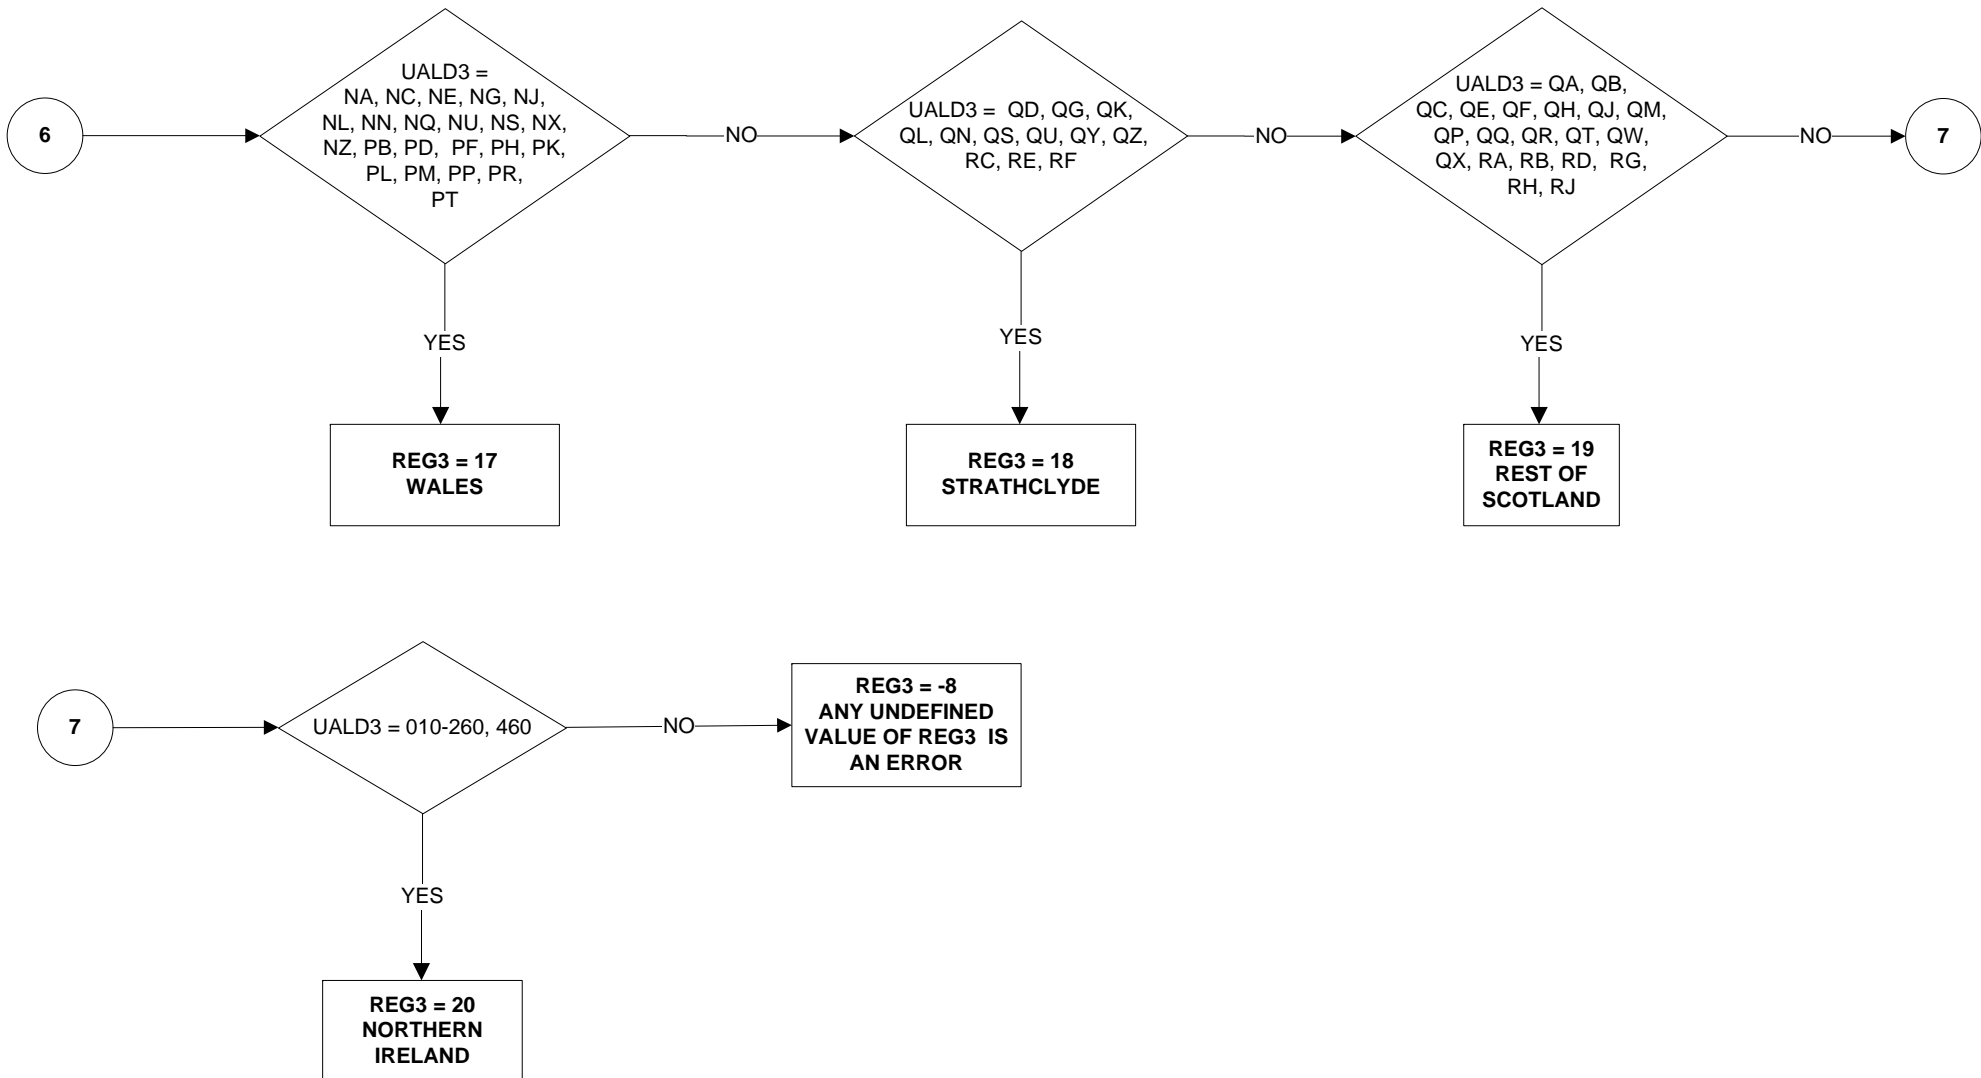 6
UALD3 =
NA, NC, NE, NG, NJ,
NL, NN, NQ, NU, NS, NX,
NZ, PB, PD, PF, PH, PK,
PL, PM, PP, PR,
PT
NO
UALD3 = QD, QG, QK,
QL, QN, QS, QU, QY, QZ,
RC, RE, RF
NO
UALD3 = QA, QB,
QC, QE, QF, QH, QJ, QM,
QP, QQ, QR, QT, QW,
QX, RA, RB, RD, RG,
RH, RJ
NO
7
YES
YES
YES
REG3 = 17
WALES
REG3 = 18
STRATHCLYDE
REG3 = 19
REST OF
SCOTLAND
7
UALD3 = 010-260, 460
NO
REG3 = -8
ANY UNDEFINED
VALUE OF REG3 IS
AN ERROR
YES
REG3 = 20
NORTHERN
IRELAND